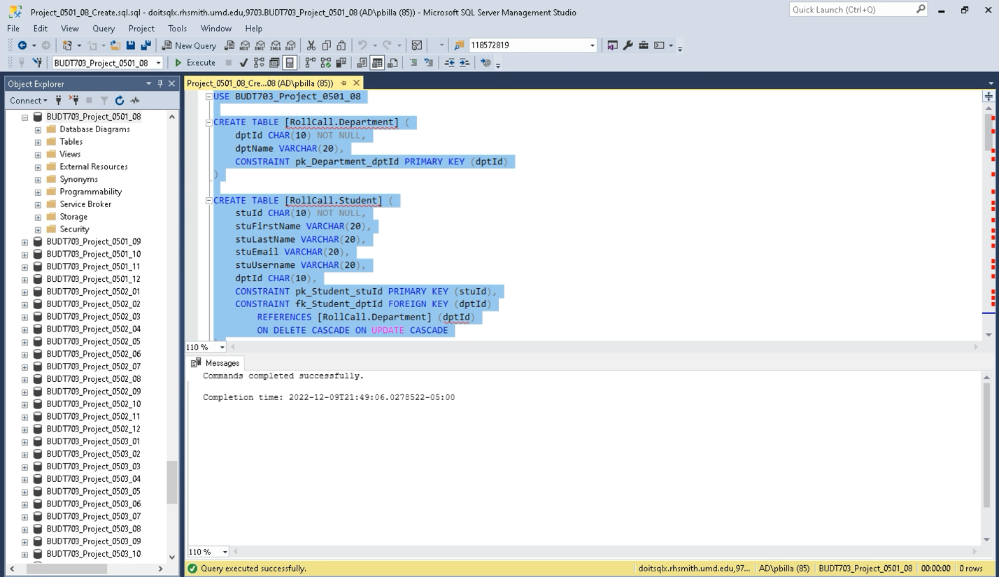 Project_0501_08_Create.sql.sql - doitsqlx.rhsmith.umd.edu,9703.BUDT703_Project_0501_08 (AD\pbilla (85)) - Microsoft SQL Server Management Studio
Quick Launch (Ctrl+Q)
File Edit View Query Project Tools Window Help
New Query MDX DMX XMLA DAX 118572819
BUDT703_Project_0501_08 Execute
Object Explorer
Connect
BUDT703_Project_0501_08
Database Diagrams
Tables
Views
External Resources
Synonyms
Programmability
Service Broker
Storage
Security
BUDT703_Project_0501_09
BUDT703_Project_0501_10
BUDT703_Project_0501_11
BUDT703_Project_0501_12
BUDT703_Project_0502_01
BUDT703_Project_0502_02
BUDT703_Project_0502_03
BUDT703_Project_0502_04
BUDT703_Project_0502_05
BUDT703_Project_0502_06
BUDT703_Project_0502_07
BUDT703_Project_0502_08
BUDT703_Project_0502_09
BUDT703_Project_0502_10
BUDT703_Project_0502_11
BUDT703_Project_0502_12
BUDT703_Project_0503_01
BUDT703_Project_0503_02
BUDT703_Project_0503_03
BUDT703_Project_0503_04
BUDT703_Project_0503_05
BUDT703_Project_0503_06
BUDT703_Project_0503_07
BUDT703_Project_0503_08
BUDT703_Project_0503_09
BUDT703_Project_0503_10
Project_0501_08_Cre...08 (AD\pbilla (85))
USE BUDT703_Project_0501_08
CREATE TABLE [RollCall.Department] (
dptId CHAR(10) NOT NULL,
dptName VARCHAR(20),
CONSTRAINT pk_Department_dptId PRIMARY KEY (dptId)
)
CREATE TABLE [RollCall.Student] (
stuId CHAR(10) NOT NULL,
stuFirstName VARCHAR(20),
stuLastName VARCHAR(20),
stuEmail VARCHAR(20),
stuUsername VARCHAR(20),
dptId CHAR(10),
CONSTRAINT pk_Student_stuId PRIMARY KEY (stuId),
CONSTRAINT fk_Student_dptId FOREIGN KEY (dptId)
REFERENCES [RollCall.Department] (dptId)
ON DELETE CASCADE ON UPDATE CASCADE
110 %
Messages
Commands completed successfully.
Completion time: 2022-12-09T21:49:06.0278522-05:00
110 %
Query executed successfully. doitsqlx.rhsmith.umd.edu,97... AD\pbilla (85) BUDT703_Project_0501_08 00:00:00 0 rows